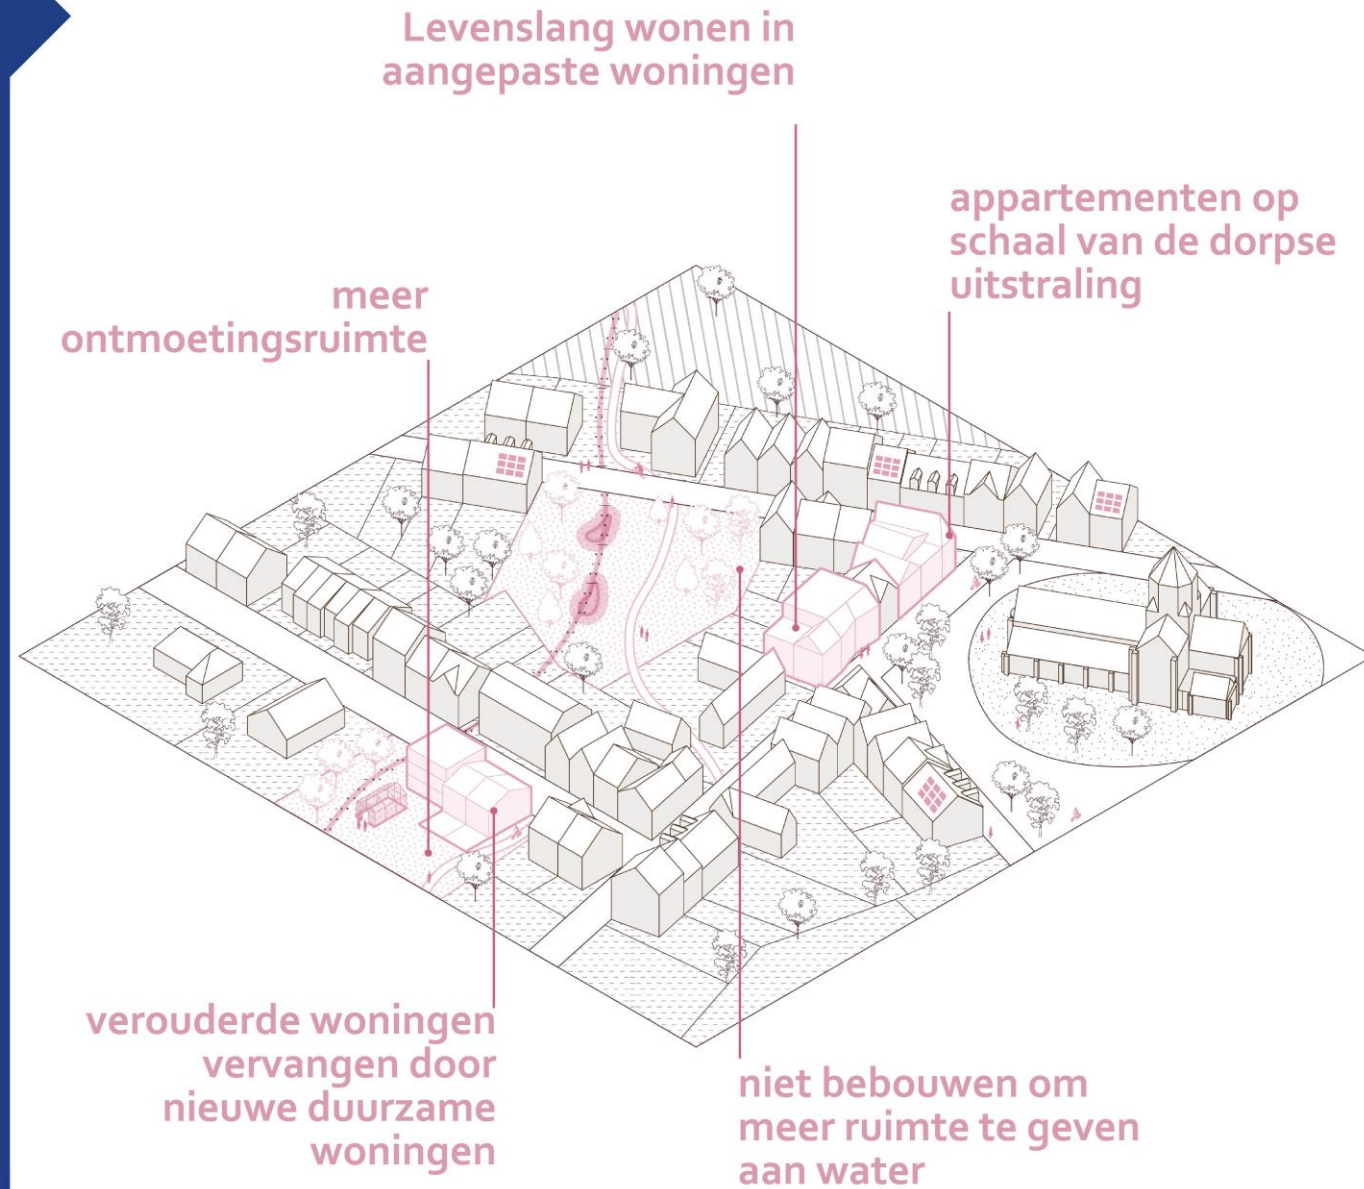 Levenslang wonen in
aangepaste woningen
appartementen op
schaal van de dorpse
uitstraling
meer
ontmoetingsruimte
verouderde woningen
vervangen door
nieuwe duurzame
woningen
niet bebouwen om
meer ruimte te geven
aan water